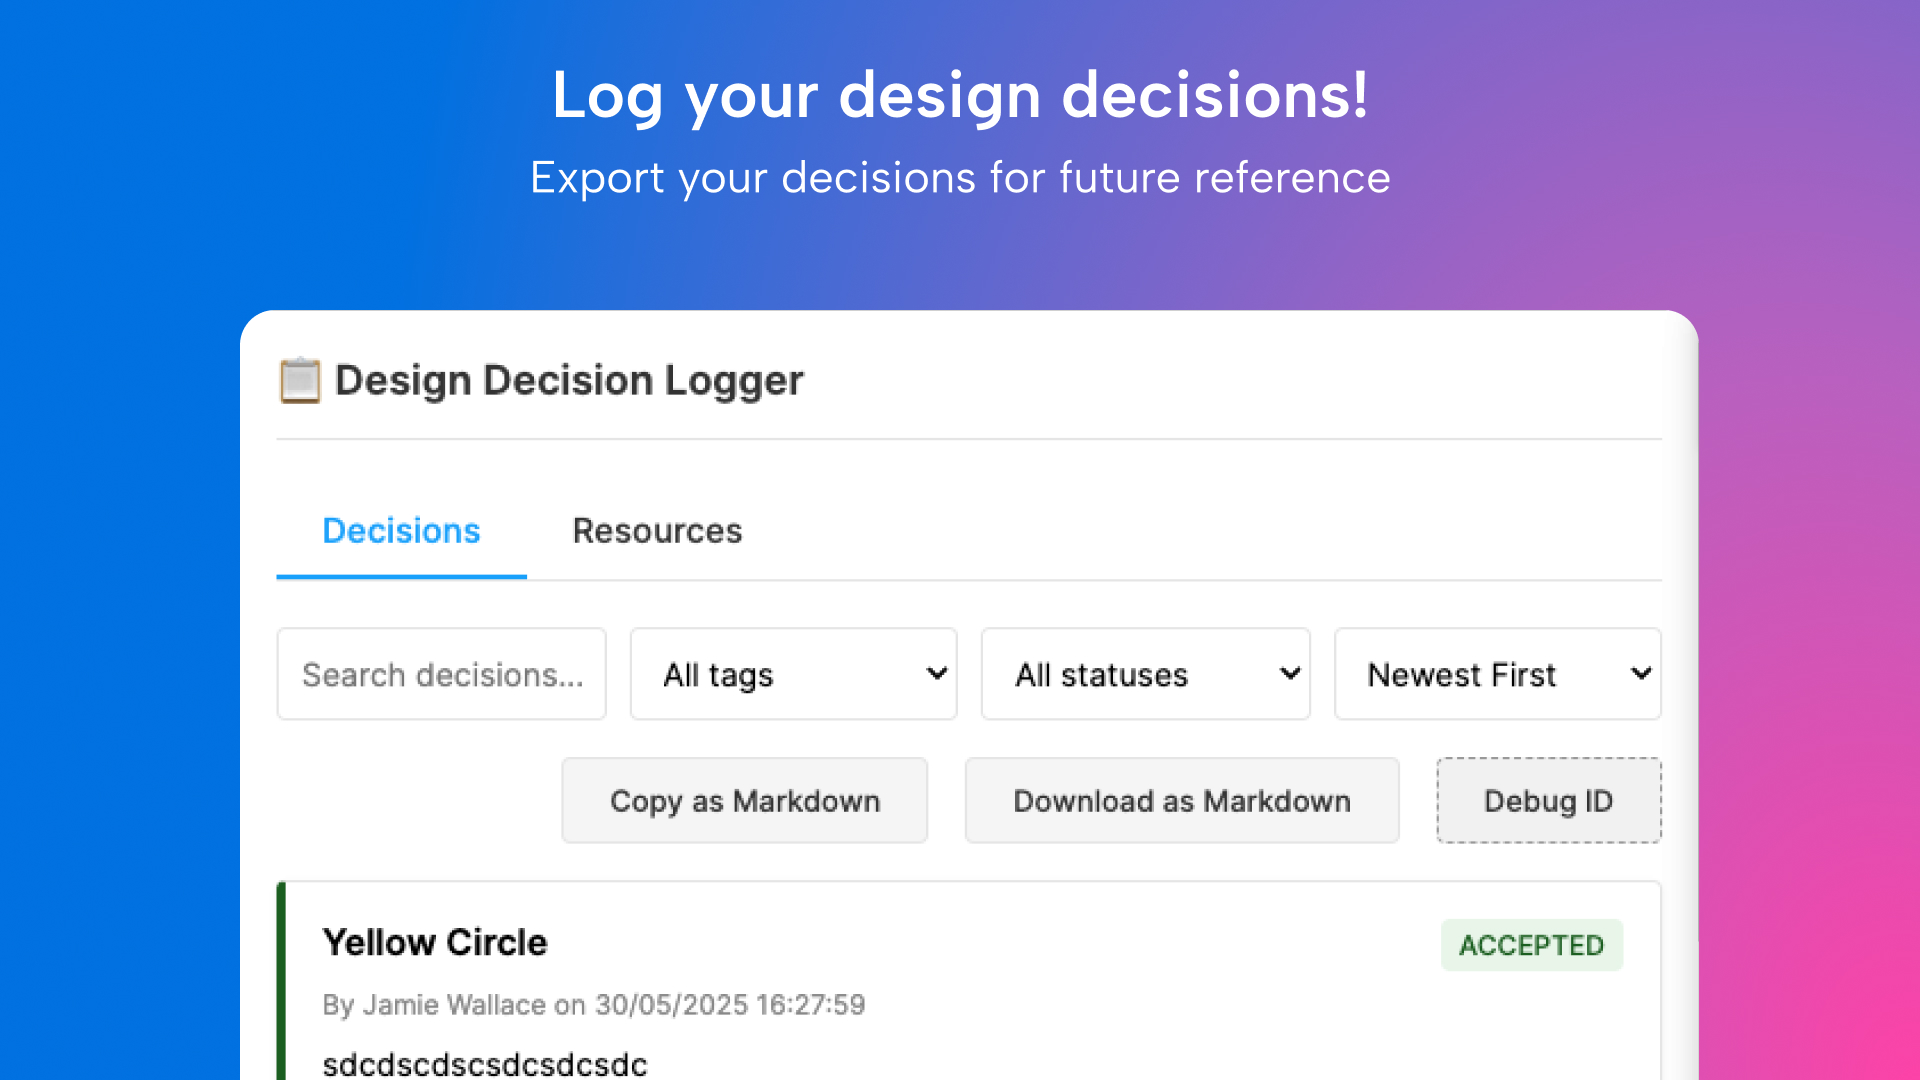 Log your design decisions!
Export your decisions for future reference
Design Decision Logger
Decisions Resources
Search decisions... All tags All statuses Newest First
Copy as Markdown Download as Markdown Debug ID
Yellow Circle ACCEPTED
By Jamie Wallace on 30/05/2025 16:27:59
sdcdscdscsdcsdcsdc